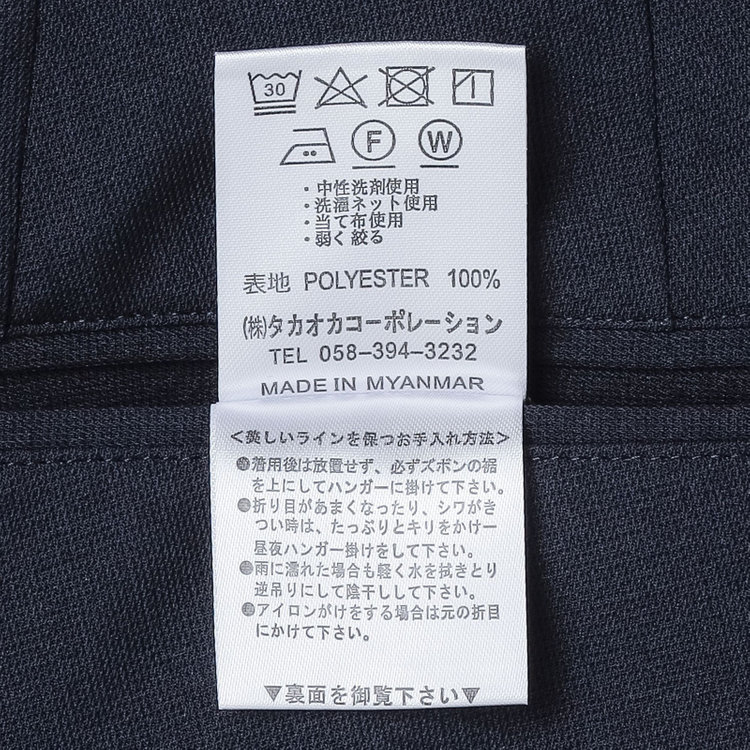 30
F W
・中性洗剤使用
・洗濯ネット使用
・当て布使用
・弱く絞る
表地 POLYESTER 100%
(株)タカオカコーポレーション
TEL 058-394-3232
MADE IN MYANMAR
<美しいラインを保つお手入れ方法>
●着用後は放置せず、必ずズボンの裾
を上にしてハンガーに掛けて下さい。
●折り目があまくなったり、シワがき
つい時は、たっぷりとキリをかけ一
昼夜ハンガー掛けをして下さい。
●雨に濡れた場合も軽く水を拭きとり
逆吊りにして陰干しして下さい。
●アイロンがけをする場合は元の折目
にかけて下さい。
▼裏面を御覧下さい▼